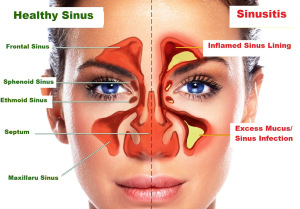 Healthy Sinus
Sinusitis
Frontal Sinus
Inflamed Sinus Lining
Sphenoid Sinus
Ethmoid Sinus
Septum
Excess Mucus/
Sinus Infection
Maxillaru Sinus